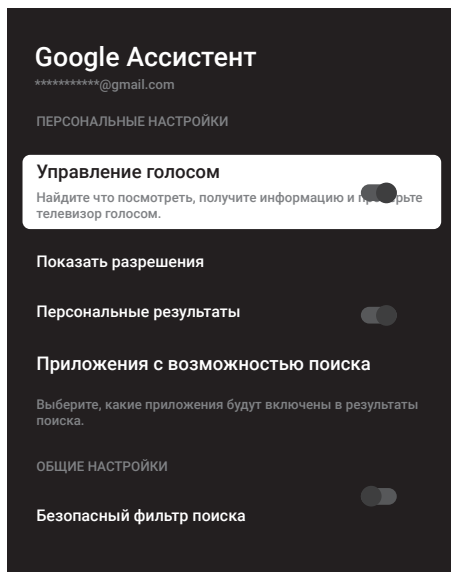 Google Ассистент
***********@gmail.com
ПЕРСОНАЛЬНЫЕ НАСТРОЙКИ
Управление голосом
Найдите что посмотреть, получите информацию и
телевизор голосом.
Показать разрешения
Персональные результаты
Приложения с возможностью поиска
Выберите, какие приложения будут включены в результаты
поиска.
ОБЩИЕ НАСТРОЙКИ
Безопасный фильтр поиска